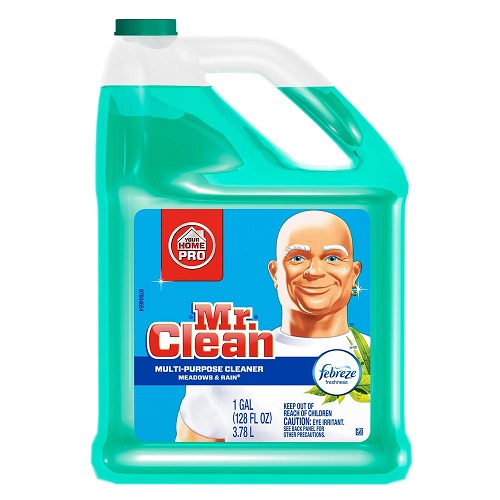 YOUR
HOME
PRO
Mr.
Clean
MULTI-PURPOSE CLEANER
MEADOWS & RAIN®
with
febreze
freshness
1 GAL
(128 FL OZ)
3.78 L
KEEP OUT OF
REACH OF CHILDREN
CAUTION: EYE IRRITANT.
SEE BACK PANEL FOR
OTHER PRECAUTIONS.